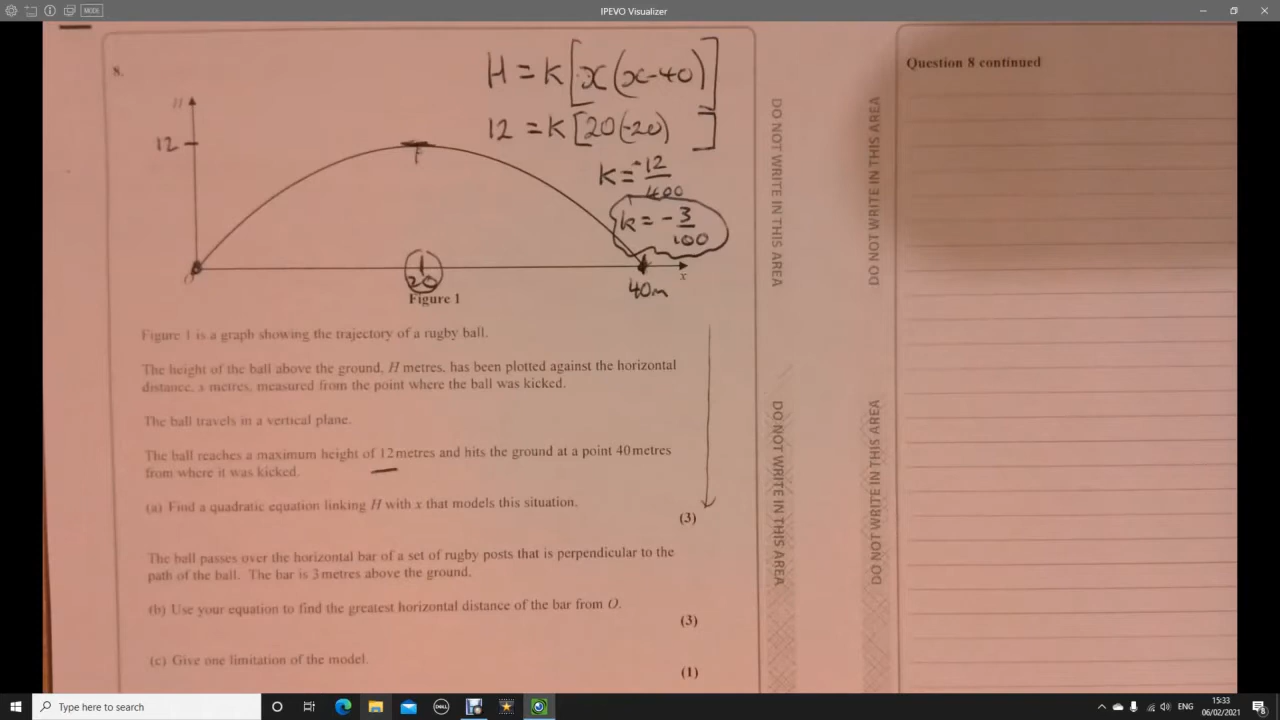 IPEVO Visualizer
MODE
8.
H = K[x(x-40)]
12 = K[20(-20) ]
K = -12/400
k = -3/100
H
12
O
20
40m
x
Figure 1
Figure 1 is a graph showing the trajectory of a rugby ball.
The height of the ball above the ground, H metres, has been plotted against the horizontal
distance, x metres, measured from the point where the ball was kicked.
The ball travels in a vertical plane.
The ball reaches a maximum height of 12 metres and hits the ground at a point 40 metres
from where it was kicked.
(a) Find a quadratic equation linking H with x that models this situation.
(3)
The ball passes over the horizontal bar of a set of rugby posts that is perpendicular to the
path of the ball. The bar is 3 metres above the ground.
(b) Use your equation to find the greatest horizontal distance of the bar from O.
(3)
(c) Give one limitation of the model.
(1)
DO NOT WRITE IN THIS AREA
DO NOT WRITE IN THIS AREA
DO NOT WRITE IN THIS AREA
DO NOT WRITE IN THIS AREA
Question 8 continued
Type here to search
DELL
ENG
15:33
06/02/2021
8